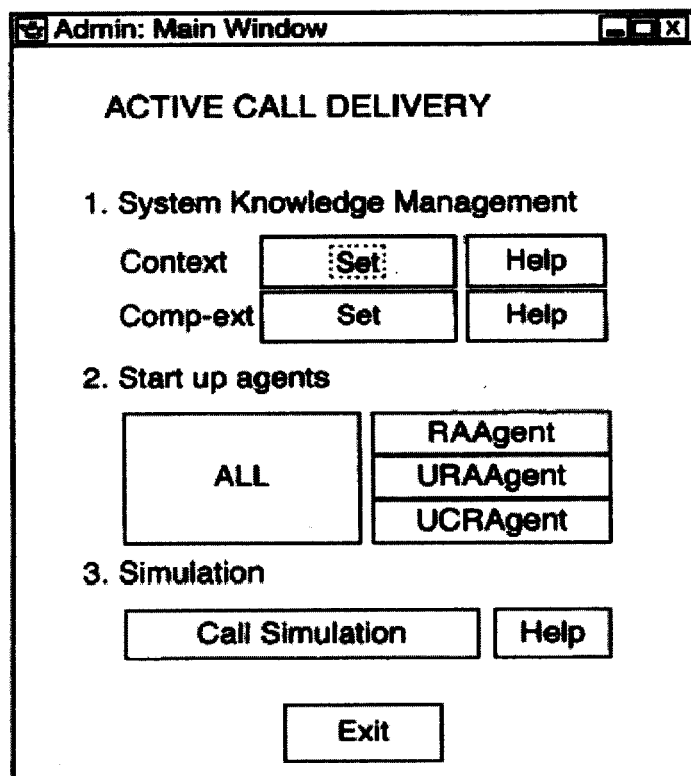 Admin: Main Window
ACTIVE CALL DELIVERY
1. System Knowledge Management
Context Set Help
Comp-ext Set Help
2. Start up agents
ALL
RAAgent
URAAgent
UCRAgent
3. Simulation
Call Simulation Help
Exit